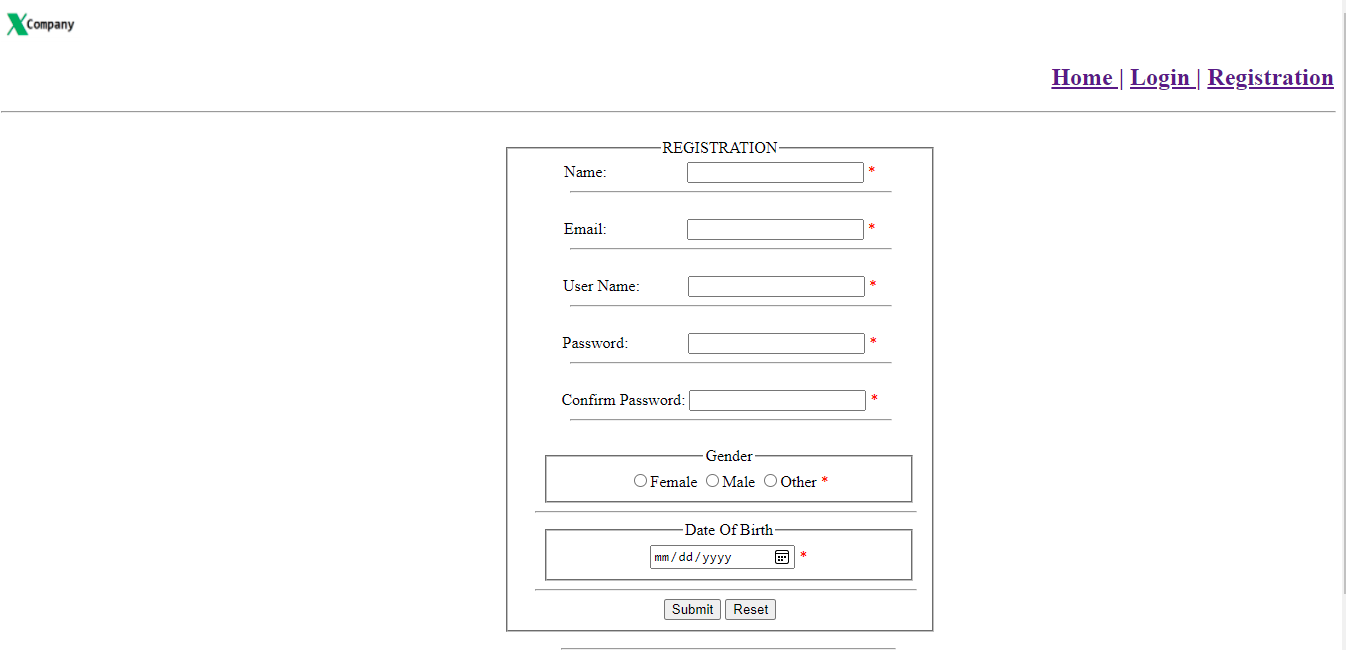 XCompany
Home | Login | Registration
REGISTRATION
Name: *
Email: *
User Name: *
Password: *
Confirm Password: *
Gender
Female Male Other *
Date Of Birth
mm/dd/yyyy *
Submit Reset